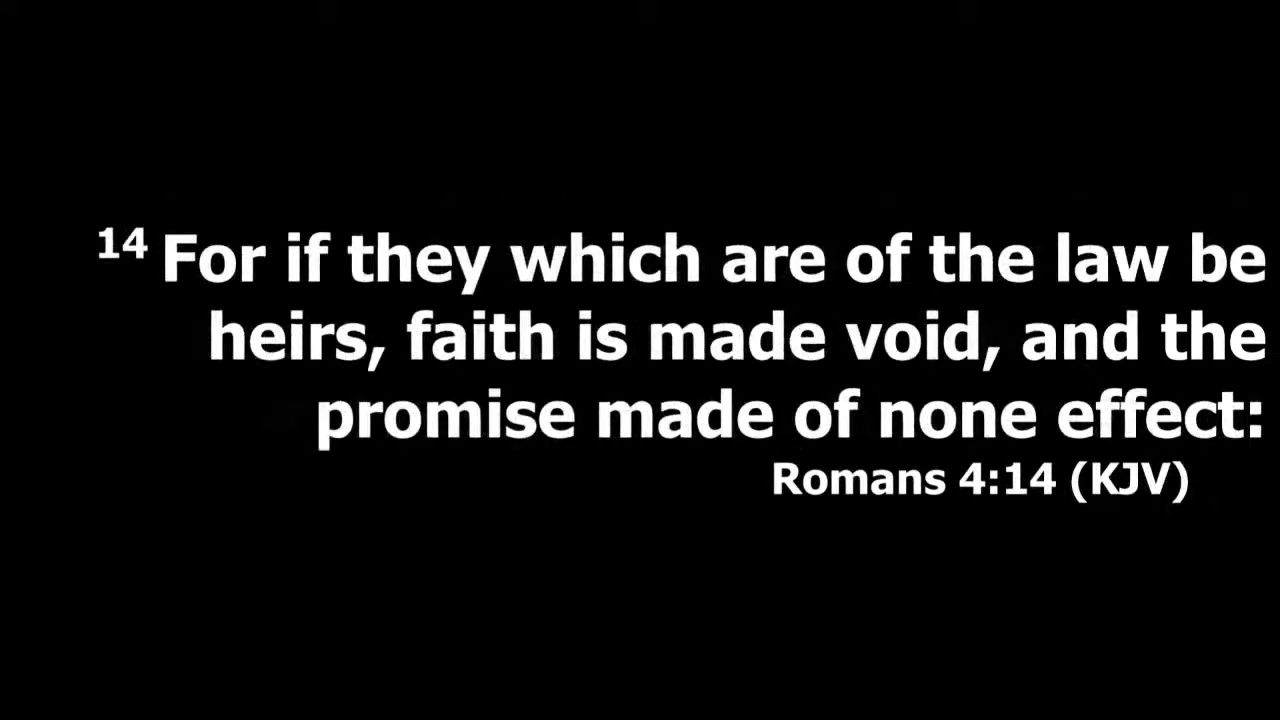 14 For if they which are of the law be
heirs, faith is made void, and the
promise made of none effect:
Romans 4:14 (KJV)